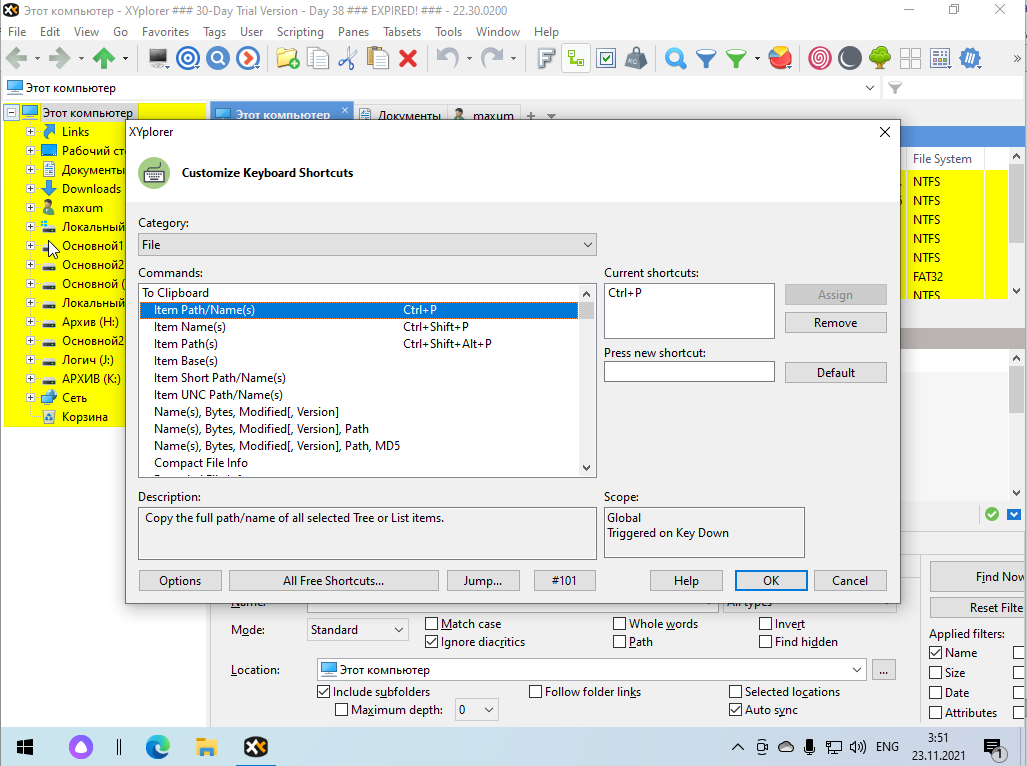 Этот компьютер - XYplorer ### 30-Day Trial Version - Day 38 ### EXPIRED! ### - 22.30.0200
File Edit View Go Favorites Tags User Scripting Panes Tabsets Tools Window Help
Этот компьютер
Этот компьютер
Links
Рабочий ст
Документы
Downloads
maxum
Локальный
Основной1
Основной2
Основной (
Локальный
Архив (H:)
Основной2
Логич (J:)
АРХИВ (K:)
Сеть
Корзина
Этот компьютер Документы maxum
File System
NTFS
NTFS
NTFS
NTFS
NTFS
FAT32
NTFS
XYplorer
Customize Keyboard Shortcuts
Category:
File
Commands:
To Clipboard
Item Path/Name(s) Ctrl+P
Item Name(s) Ctrl+Shift+P
Item Path(s) Ctrl+Shift+Alt+P
Item Base(s)
Item Short Path/Name(s)
Item UNC Path/Name(s)
Name(s), Bytes, Modified[, Version]
Name(s), Bytes, Modified[, Version], Path
Name(s), Bytes, Modified[, Version], Path, MD5
Compact File Info
Current shortcuts:
Ctrl+P
Assign
Remove
Press new shortcut:
Default
Description:
Copy the full path/name of all selected Tree or List items.
Scope:
Global
Triggered on Key Down
Options All Free Shortcuts... Jump... #101 Help OK Cancel
Name: All types
Mode: Standard
Match case Whole words Invert
Ignore diacritics Path Find hidden
Location: Этот компьютер ...
Include subfolders Follow folder links Selected locations
Maximum depth: 0 Auto sync
Find Now
Reset Filte
Applied filters:
Name
Size
Date
Attributes
ENG
3:51
23.11.2021
1